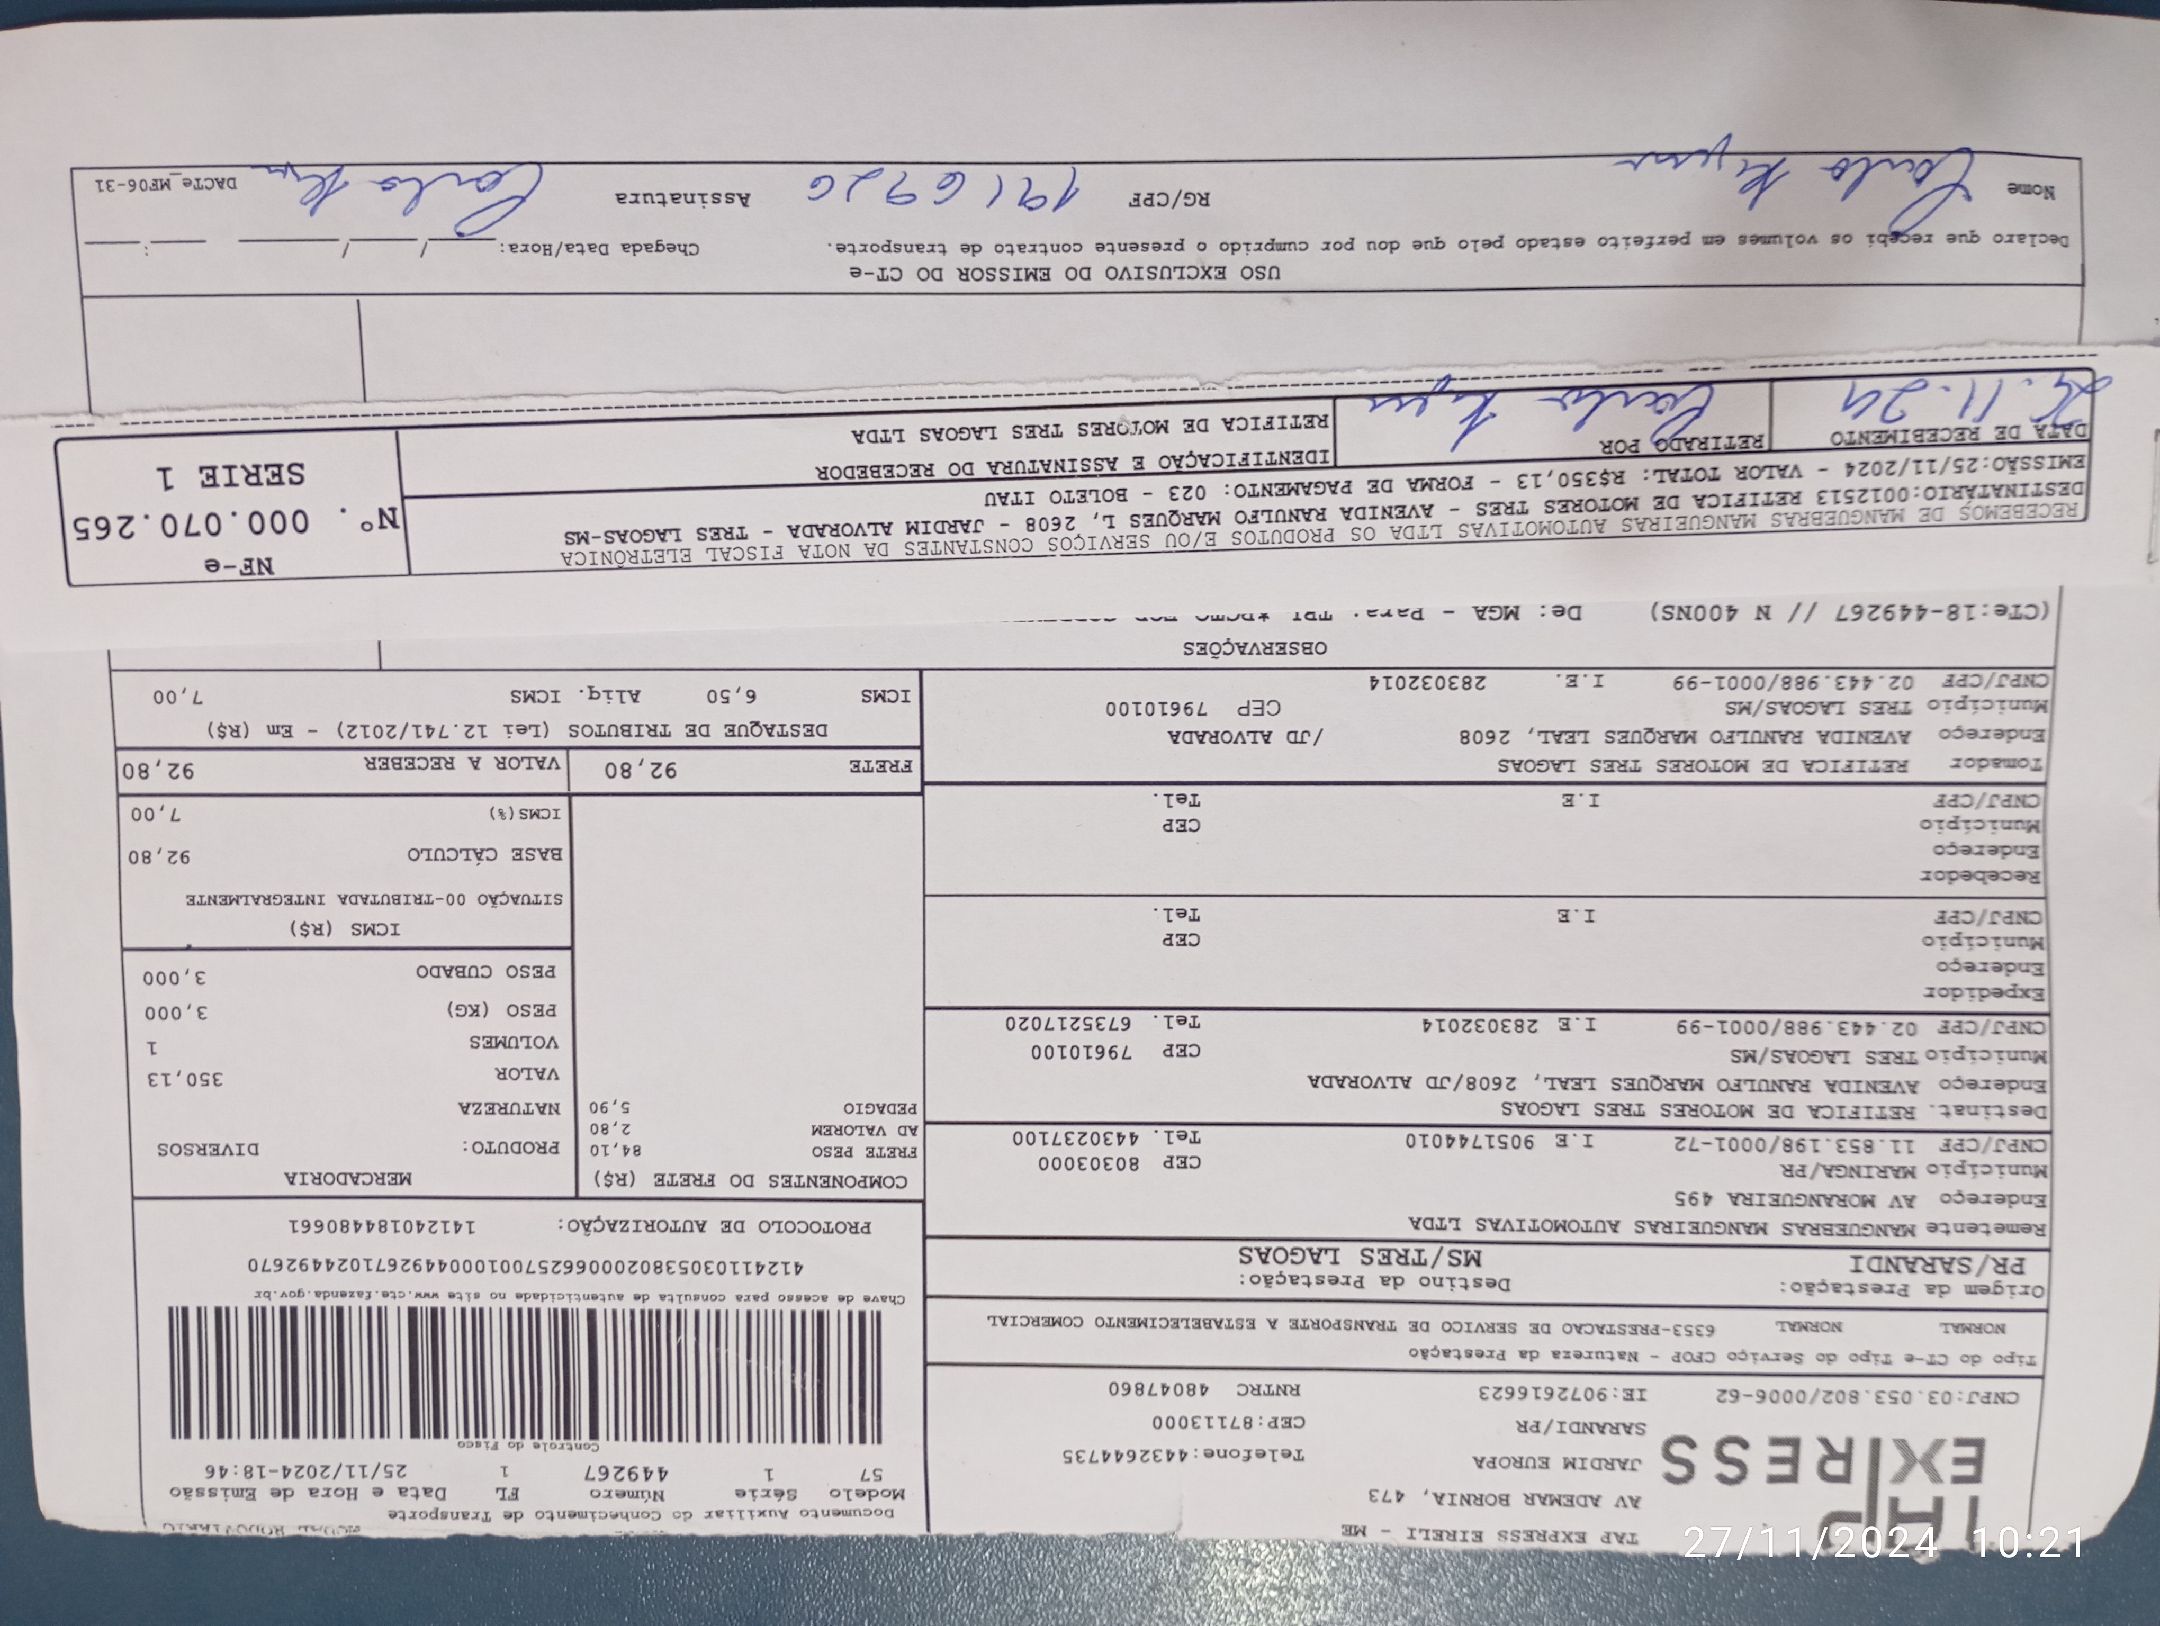 TAP EXPRESS
TAP EXPRESS EIRELI - ME
AV ADEMAR BORNIA, 473
JARDIM EUROPA Telefone:4432644735
SARANDI/PR CEP:87113000
CNPJ:03.053.802/0006-62 IE:9072616623 RNTRC 48047860
Documento Auxiliar do Conhecimento de Transporte
Modelo Série Número FL Data e Hora de Emissão
57 1 449267 1 25/11/2024-18:46
Controle do Fisco
Tipo do CT-e Tipo do Serviço CFOP - Natureza da Prestação
NORMAL NORMAL 6353-PRESTACAO DE SERVICO DE TRANSPORTE A ESTABELECIMENTO COMERCIAL
Chave de acesso para consulta de autenticidade no site www.cte.fazenda.gov.br
41241103053802000662570010004492671024492670
Origem da Prestação: Destino da Prestação:
PR/SARANDI MS/TRES LAGOAS
PROTOCOLO DE AUTORIZAÇÃO: 141240184480661
Remetente MANGUEBRAS MANGUEIRAS AUTOMOTIVAS LTDA
Endereço AV MORANGUEIRA 495
Município MARINGA/PR CEP 80303000
CNPJ/CPF 11.853.198/0001-72 I.E 9051744010 Tel. 4430237100
Destinat. RETIFICA DE MOTORES TRES LAGOAS
Endereço AVENIDA RANULFO MARQUES LEAL, 2608/JD ALVORADA
Município TRES LAGOAS/MS CEP 79610100
CNPJ/CPF 02.443.988/0001-99 I.E 283032014 Tel. 6735217020
Expedidor
Endereço
Município CEP
CNPJ/CPF I.E Tel.
Recebedor
Endereço
Município CEP
CNPJ/CPF I.E Tel.
Tomador RETIFICA DE MOTORES TRES LAGOAS
Endereço AVENIDA RANULFO MARQUES LEAL, 2608 /JD ALVORADA
Município TRES LAGOAS/MS CEP 79610100
CNPJ/CPF 02.443.988/0001-99 I.E. 283032014
COMPONENTES DO FRETE (R$)
FRETE PESO 84,10
AD VALOREM 2,80
PEDAGIO 5,90
MERCADORIA
PRODUTO: DIVERSOS
NATUREZA
VALOR 350,13
VOLUMES 1
PESO (KG) 3,000
PESO CUBADO 3,000
ICMS (R$)
SITUAÇÃO 00-TRIBUTADA INTEGRALMENTE
BASE CÁLCULO 92,80
ICMS(%) 7,00
FRETE 92,80 VALOR A RECEBER 92,80
DESTAQUE DE TRIBUTOS (Lei 12.741/2012) - Em (R$)
ICMS 6,50 Aliq. ICMS 7,00
OBSERVAÇÕES
(CTe:18-449267 // N 400NS) De: MGA - Para:
RECEBEMOS DE MANGUEBRAS MANGUEIRAS AUTOMOTIVAS LTDA OS PRODUTOS E/OU SERVIÇOS CONSTANTES DA NOTA FISCAL ELETRÔNICA
DESTINATÁRIO:0012513 RETIFICA DE MOTORES TRES - AVENIDA RANULFO MARQUES L, 2608 - JARDIM ALVORADA - TRES LAGOAS-MS
EMISSÃO:25/11/2024 - VALOR TOTAL: R$350,13 - FORMA DE PAGAMENTO: 023 - BOLETO ITAU
DATA DE RECEBIMENTO RETIRADO POR IDENTIFICAÇÃO E ASSINATURA DO RECEBEDOR
RETIFICA DE MOTORES TRES LAGOAS LTDA
NF-e
Nº. 000.070.265
SERIE 1
USO EXCLUSIVO DO EMISSOR DO CT-e
Declaro que recebi os volumes em perfeito estado pelo que dou por cumprido o presente contrato de transporte. Chegada Data/Hora: ____/____/____ ___:___
Nome RG/CPF 1916926 Assinatura
DACTe_MF06-31
27/11/2024 10:21